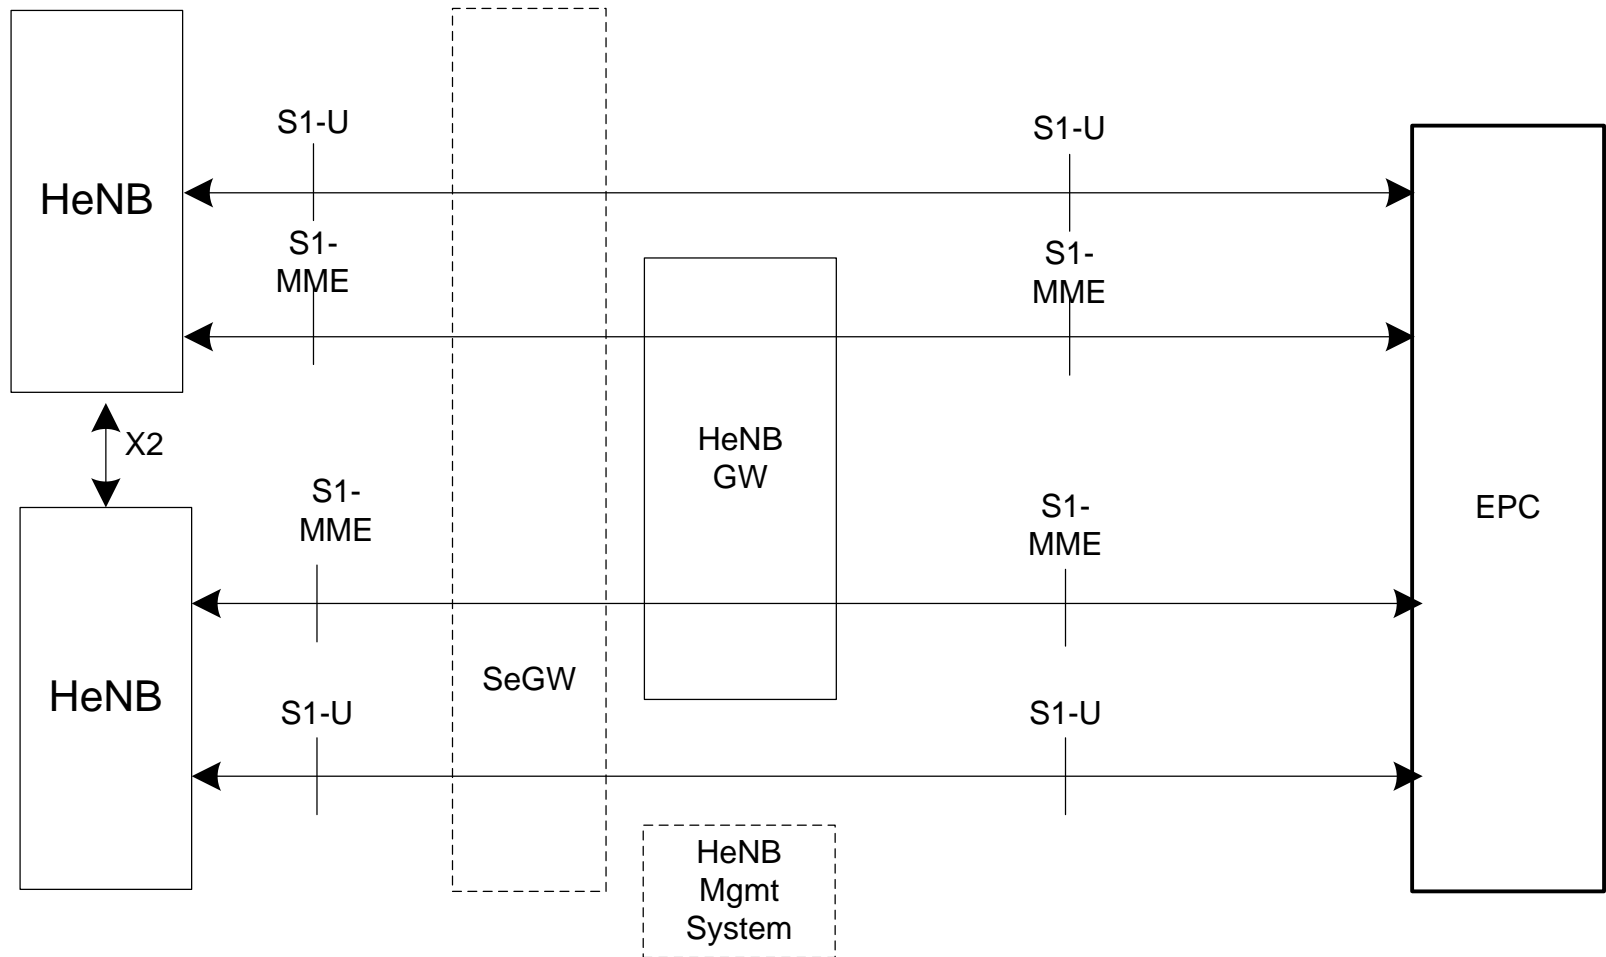 S1-U
S1-U
HeNB
S1-
MME
S1-
MME
X2
HeNB
GW
S1-
MME
S1-
MME
EPC
SeGW
HeNB
S1-U
S1-U
HeNB
Mgmt
System